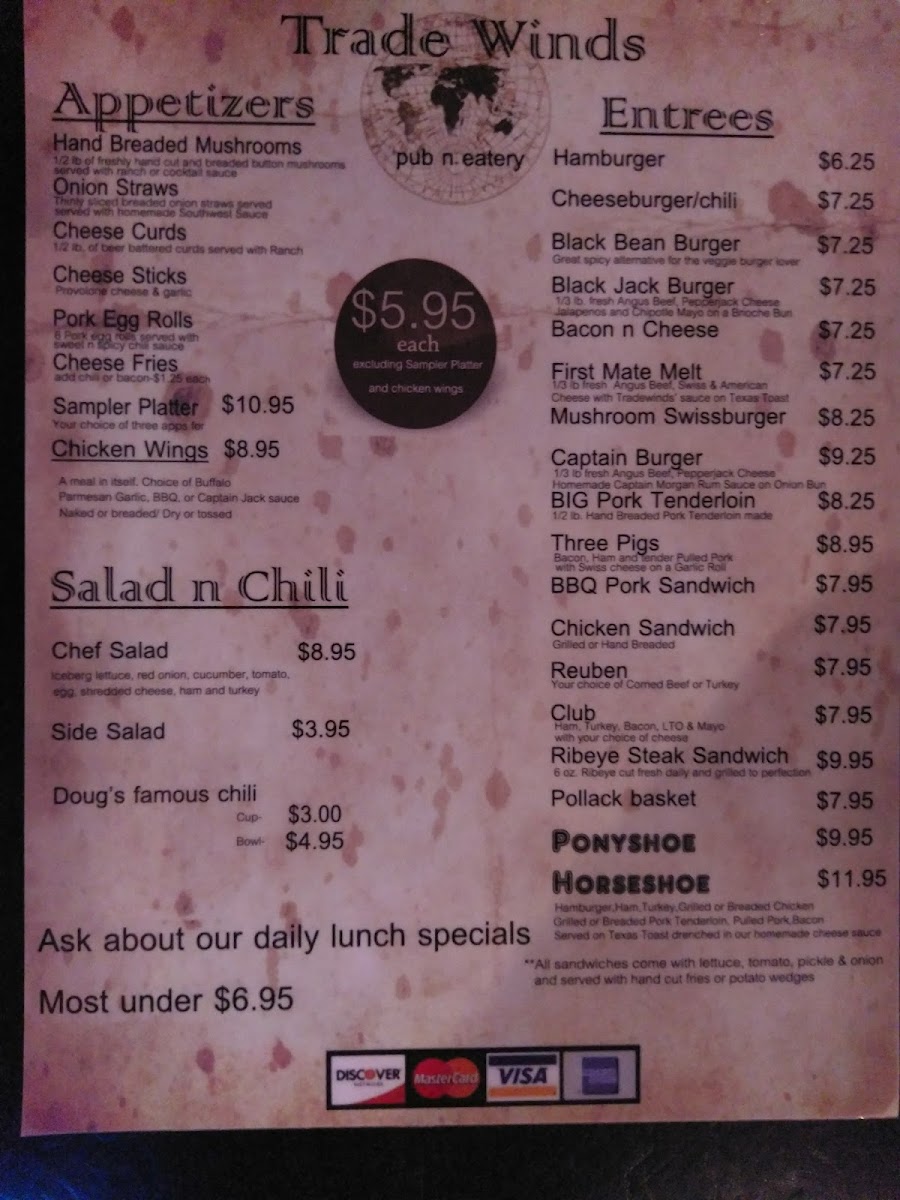 Trade Winds
pub n eatery
Appetizers
Hand Breaded Mushrooms
1/2 lb of freshly hand cut and breaded button mushrooms
served with ranch or cocktail sauce
Onion Straws
Thinly sliced breaded onion straws served
served with homemade Southwest Sauce
Cheese Curds
1/2 lb. of beer battered curds served with Ranch
Cheese Sticks
Provolone cheese & garlic
Pork Egg Rolls
6 Pork egg rolls served with
sweet n spicy chili sauce
Cheese Fries
add chili or bacon-$1.25 each
Sampler Platter $10.95
Your choice of three apps for
Chicken Wings $8.95
A meal in itself. Choice of Buffalo
Parmesan Garlic, BBQ, or Captain Jack sauce
Naked or breaded/ Dry or tossed
$5.95
each
excluding Sampler Platter
and chicken wings
Salad n Chili
Chef Salad $8.95
Iceberg lettuce, red onion, cucumber, tomato,
egg, shredded cheese, ham and turkey
Side Salad $3.95
Doug's famous chili
Cup- $3.00
Bowl- $4.95
Ask about our daily lunch specials
Most under $6.95
Entrees
Hamburger $6.25
Cheeseburger/chili $7.25
Black Bean Burger $7.25
Great spicy alternative for the veggie burger lover
Black Jack Burger $7.25
1/3 lb. fresh Angus Beef, Pepperjack Cheese
Jalapenos and Chipotle Mayo on a Brioche Bun
Bacon n Cheese $7.25
First Mate Melt $7.25
1/3 lb fresh Angus Beef, Swiss & American
Cheese with Tradewinds' sauce on Texas Toast
Mushroom Swissburger $8.25
Captain Burger $9.25
1/3 lb fresh Angus Beef, Pepperjack Cheese
Homemade Captain Morgan Rum Sauce on Onion Bun
BIG Pork Tenderloin $8.25
1/2 lb. Hand Breaded Pork Tenderloin made
Three Pigs $8.95
Bacon, Ham and Tender Pulled Pork
with Swiss cheese on a Garlic Roll
BBQ Pork Sandwich $7.95
Chicken Sandwich $7.95
Grilled or Hand Breaded
Reuben $7.95
Your choice of Corned Beef or Turkey
Club $7.95
Ham, Turkey, Bacon, LTO & Mayo
with your choice of cheese
Ribeye Steak Sandwich $9.95
6 oz. Ribeye cut fresh daily and grilled to perfection
Pollack basket $7.95
PONYSHOE $9.95
HORSESHOE $11.95
Hamburger,Ham,Turkey,Grilled or Breaded Chicken
Grilled or Breaded Pork Tenderloin, Pulled Pork,Bacon
Served on Texas Toast drenched in our homemade cheese sauce
**All sandwiches come with lettuce, tomato, pickle & onion
and served with hand cut fries or potato wedges
DISCOVER MasterCard VISA